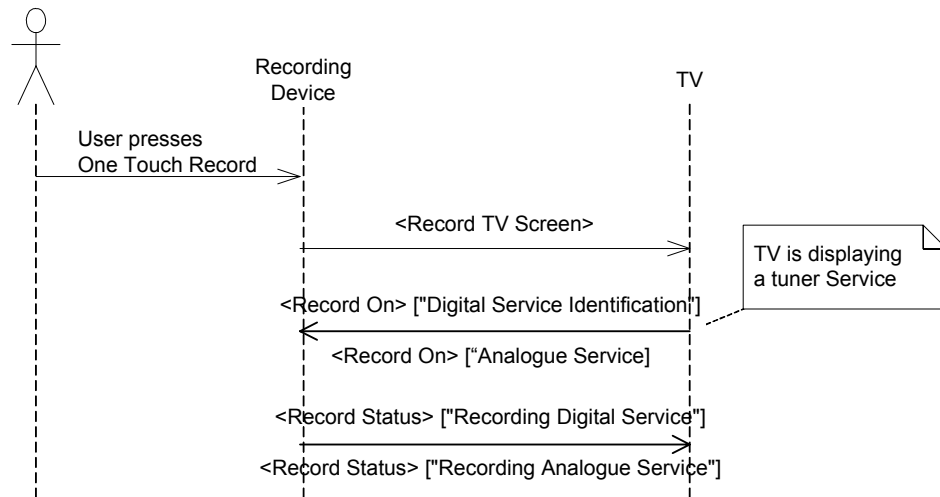 Recording
Device
TV
User presses
One Touch Record
<Record TV Screen>
TV is displaying
a tuner Service
<Record On> ["Digital Service Identification"]
<Record On> [“Analogue Service]
<Record Status> ["Recording Digital Service"]
<Record Status> ["Recording Analogue Service"]